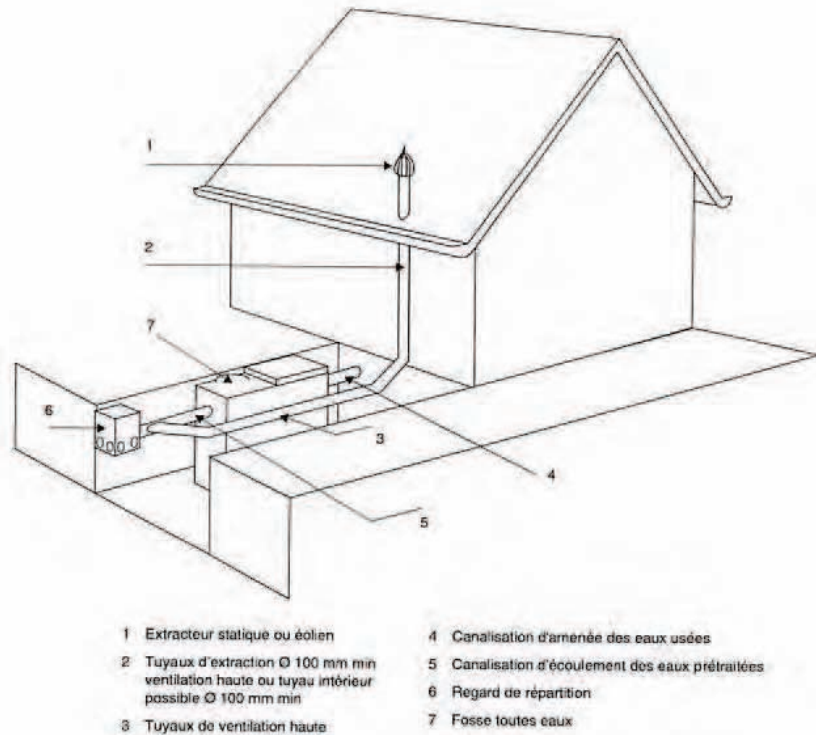 1
2
7
6
3
4
5
1 Extracteur statique ou éolien
2 Tuyaux d'extraction Ø 100 mm min
ventilation haute ou tuyau intérieur
possible Ø 100 mm min
3 Tuyaux de ventilation haute
4 Canalisation d'amenée des eaux usées
5 Canalisation d'écoulement des eaux prétraitées
6 Regard de répartition
7 Fosse toutes eaux